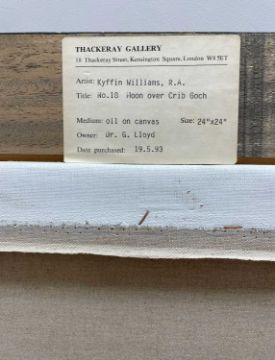 THACKERAY GALLERY
18 Thackeray Street, Kensington Square, London W8 5ET
Artist: Kyffin Williams, R.A.
Title: No.18 Moon over Crib Goch
Medium: oil on canvas Size: 24"x24"
Owner: Dr. G. Lloyd
Date purchased: 19.5.93